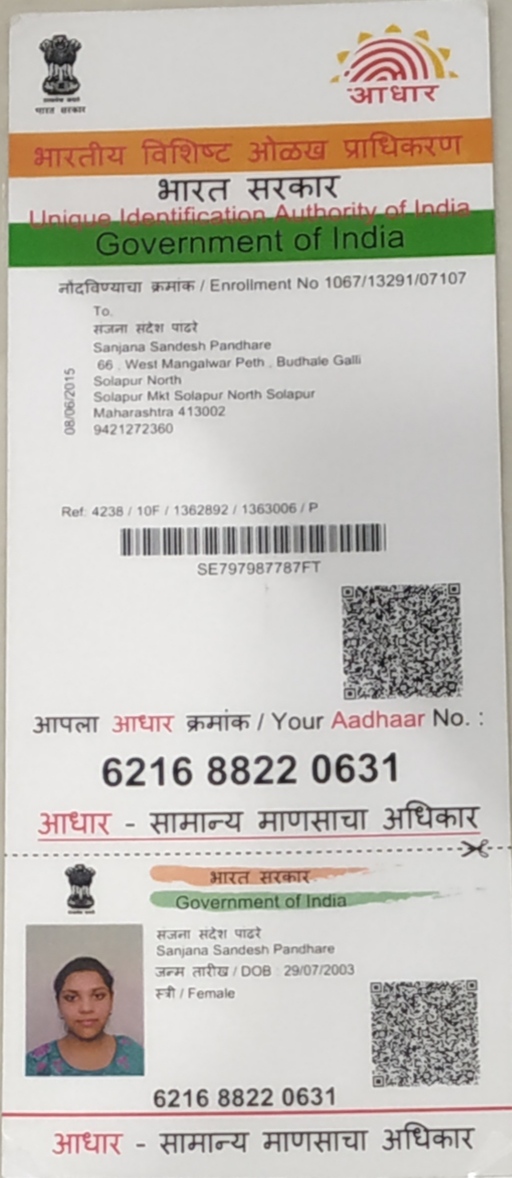 भारत सरकार
आधार
भारतीय विशिष्ट ओळख प्राधिकरण
भारत सरकार
Unique Identification Authority of India
Government of India
नोंदविण्याचा क्रमांक / Enrollment No 1067/13291/07107
To,
संजना संदेश पांढरे
Sanjana Sandesh Pandhare
66 . West Mangalwar Peth . Budhale Galli
Solapur North
Solapur Mkt Solapur North Solapur
Maharashtra 413002
9421272360
08/06/2015
Ref: 4238 / 10F / 1362892 / 1363006 / P
SE797987787FT
आपला आधार क्रमांक / Your Aadhaar No. :
6216 8822 0631
आधार - सामान्य माणसाचा अधिकार
भारत सरकार
Government of India
संजना संदेश पांढरे
Sanjana Sandesh Pandhare
जन्म तारीख / DOB : 29/07/2003
स्त्री / Female
6216 8822 0631
आधार - सामान्य माणसाचा अधिकार